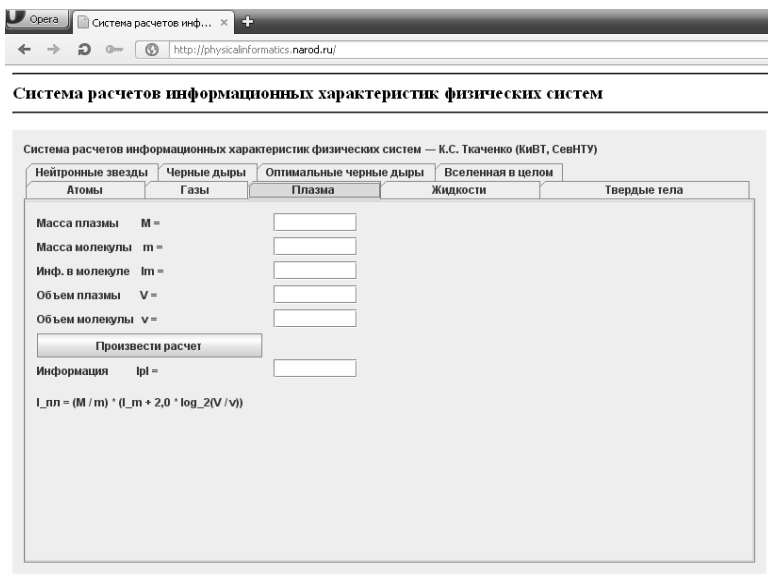 Opera
Система расчетов инф... ×
http://physicalinformatics.narod.ru/
Система расчетов информационных характеристик физических систем
Система расчетов информационных характеристик физических систем — К.С. Ткаченко (КиВТ, СевНТУ)
Нейтронные звезды Черные дыры Оптимальные черные дыры Вселенная в целом
Атомы Газы Плазма Жидкости Твердые тела
Масса плазмы M =
Масса молекулы m =
Инф. в молекуле Im =
Объем плазмы V =
Объем молекулы v =
Произвести расчет
Информация Ipl =
I_пл = (M / m) * (I_m + 2,0 * log_2(V / v))